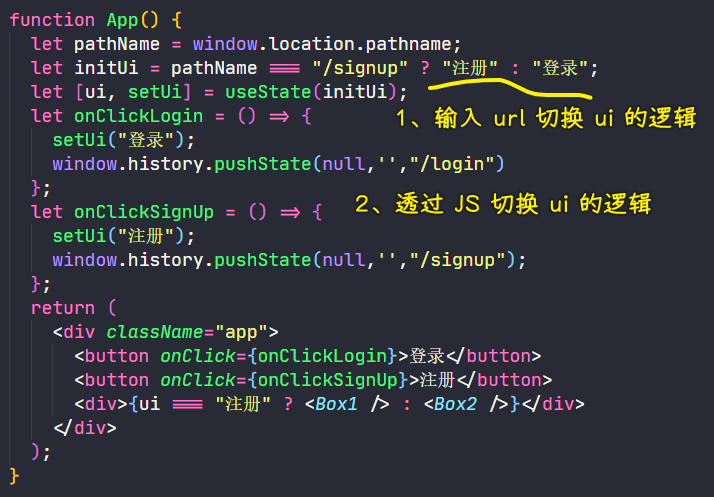 function App() {
let pathName = window.location.pathname;
let initUi = pathName === "/signup" ? "注册" : "登录";
let [ui, setUi] = useState(initUi);
let onClickLogin = () => {
1、输入 url 切换 ui 的逻辑
setUi("登录");
window.history.pushState(null,'',"/login")
};
let onClickSignUp = () => {
2、透过 JS 切换 ui 的逻辑
setUi("注册");
window.history.pushState(null,'',"/signup");
};
return (
<div className="app">
<button onClick={onClickLogin}>登录</button>
<button onClick={onClickSignUp}>注册</button>
<div>{ui === "注册" ? <Box1 /> : <Box2 />}</div>
</div>
);
}